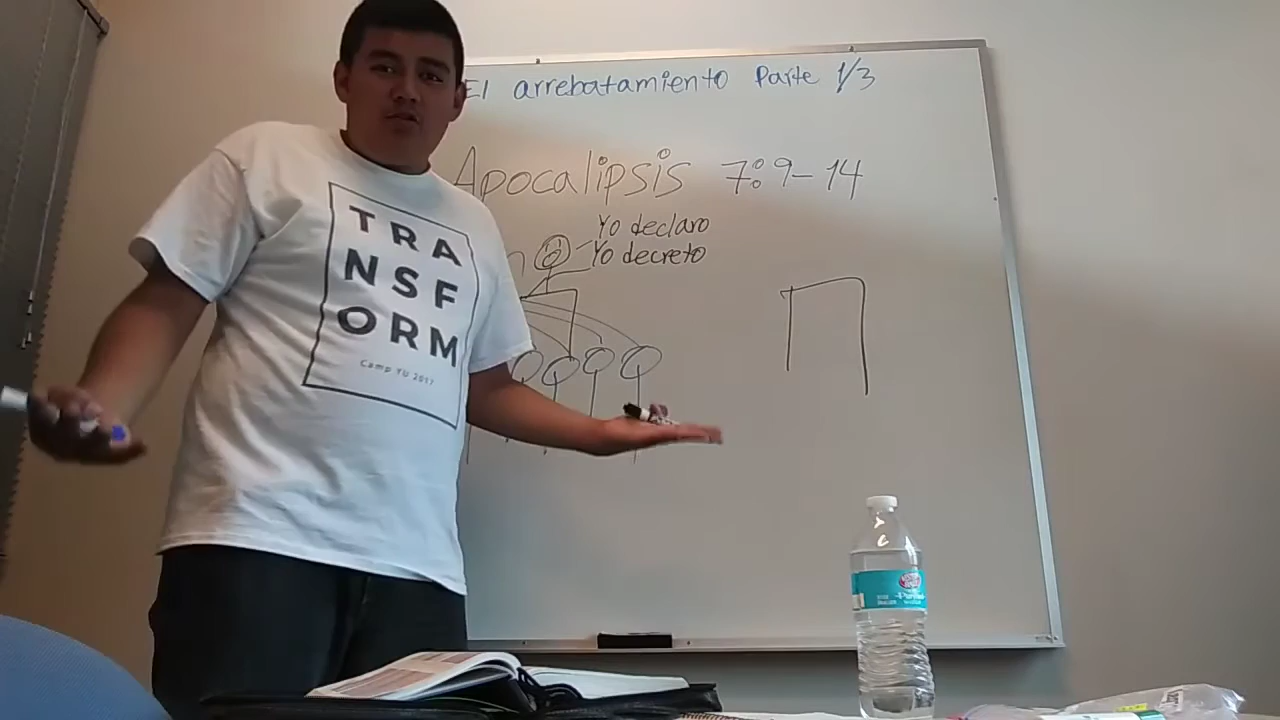 El arrebatamiento Parte 1/3
Apocalipsis 7:9-14
Yo declaro
Yo decreto
TRA
NSF
ORM
Camp YU 2017